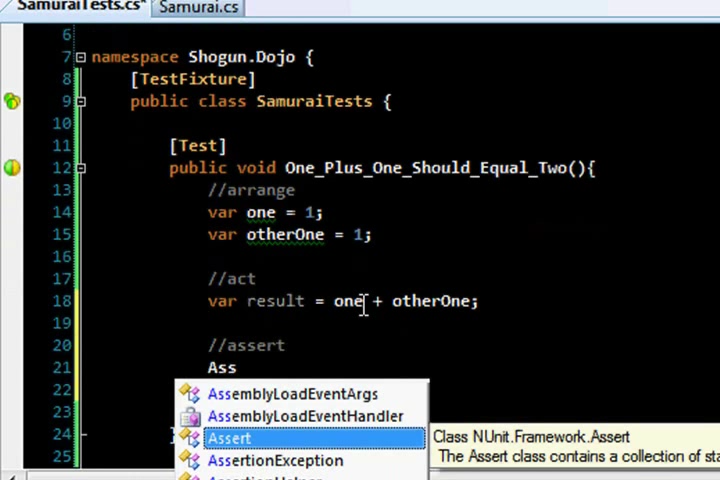 SamuraiTests.cs* Samurai.cs
6
7 namespace Shogun.Dojo {
8 [TestFixture]
9 public class SamuraiTests {
10
11 [Test]
12 public void One_Plus_One_Should_Equal_Two(){
13 //arrange
14 var one = 1;
15 var otherOne = 1;
16
17 //act
18 var result = one + otherOne;
19
20 //assert
21 Ass
22 AssemblyLoadEventArgs
23 AssemblyLoadEventHandler
24 Assert Class NUnit.Framework.Assert
25 AssertionException The Assert class contains a collection of sta
AssertionHelper